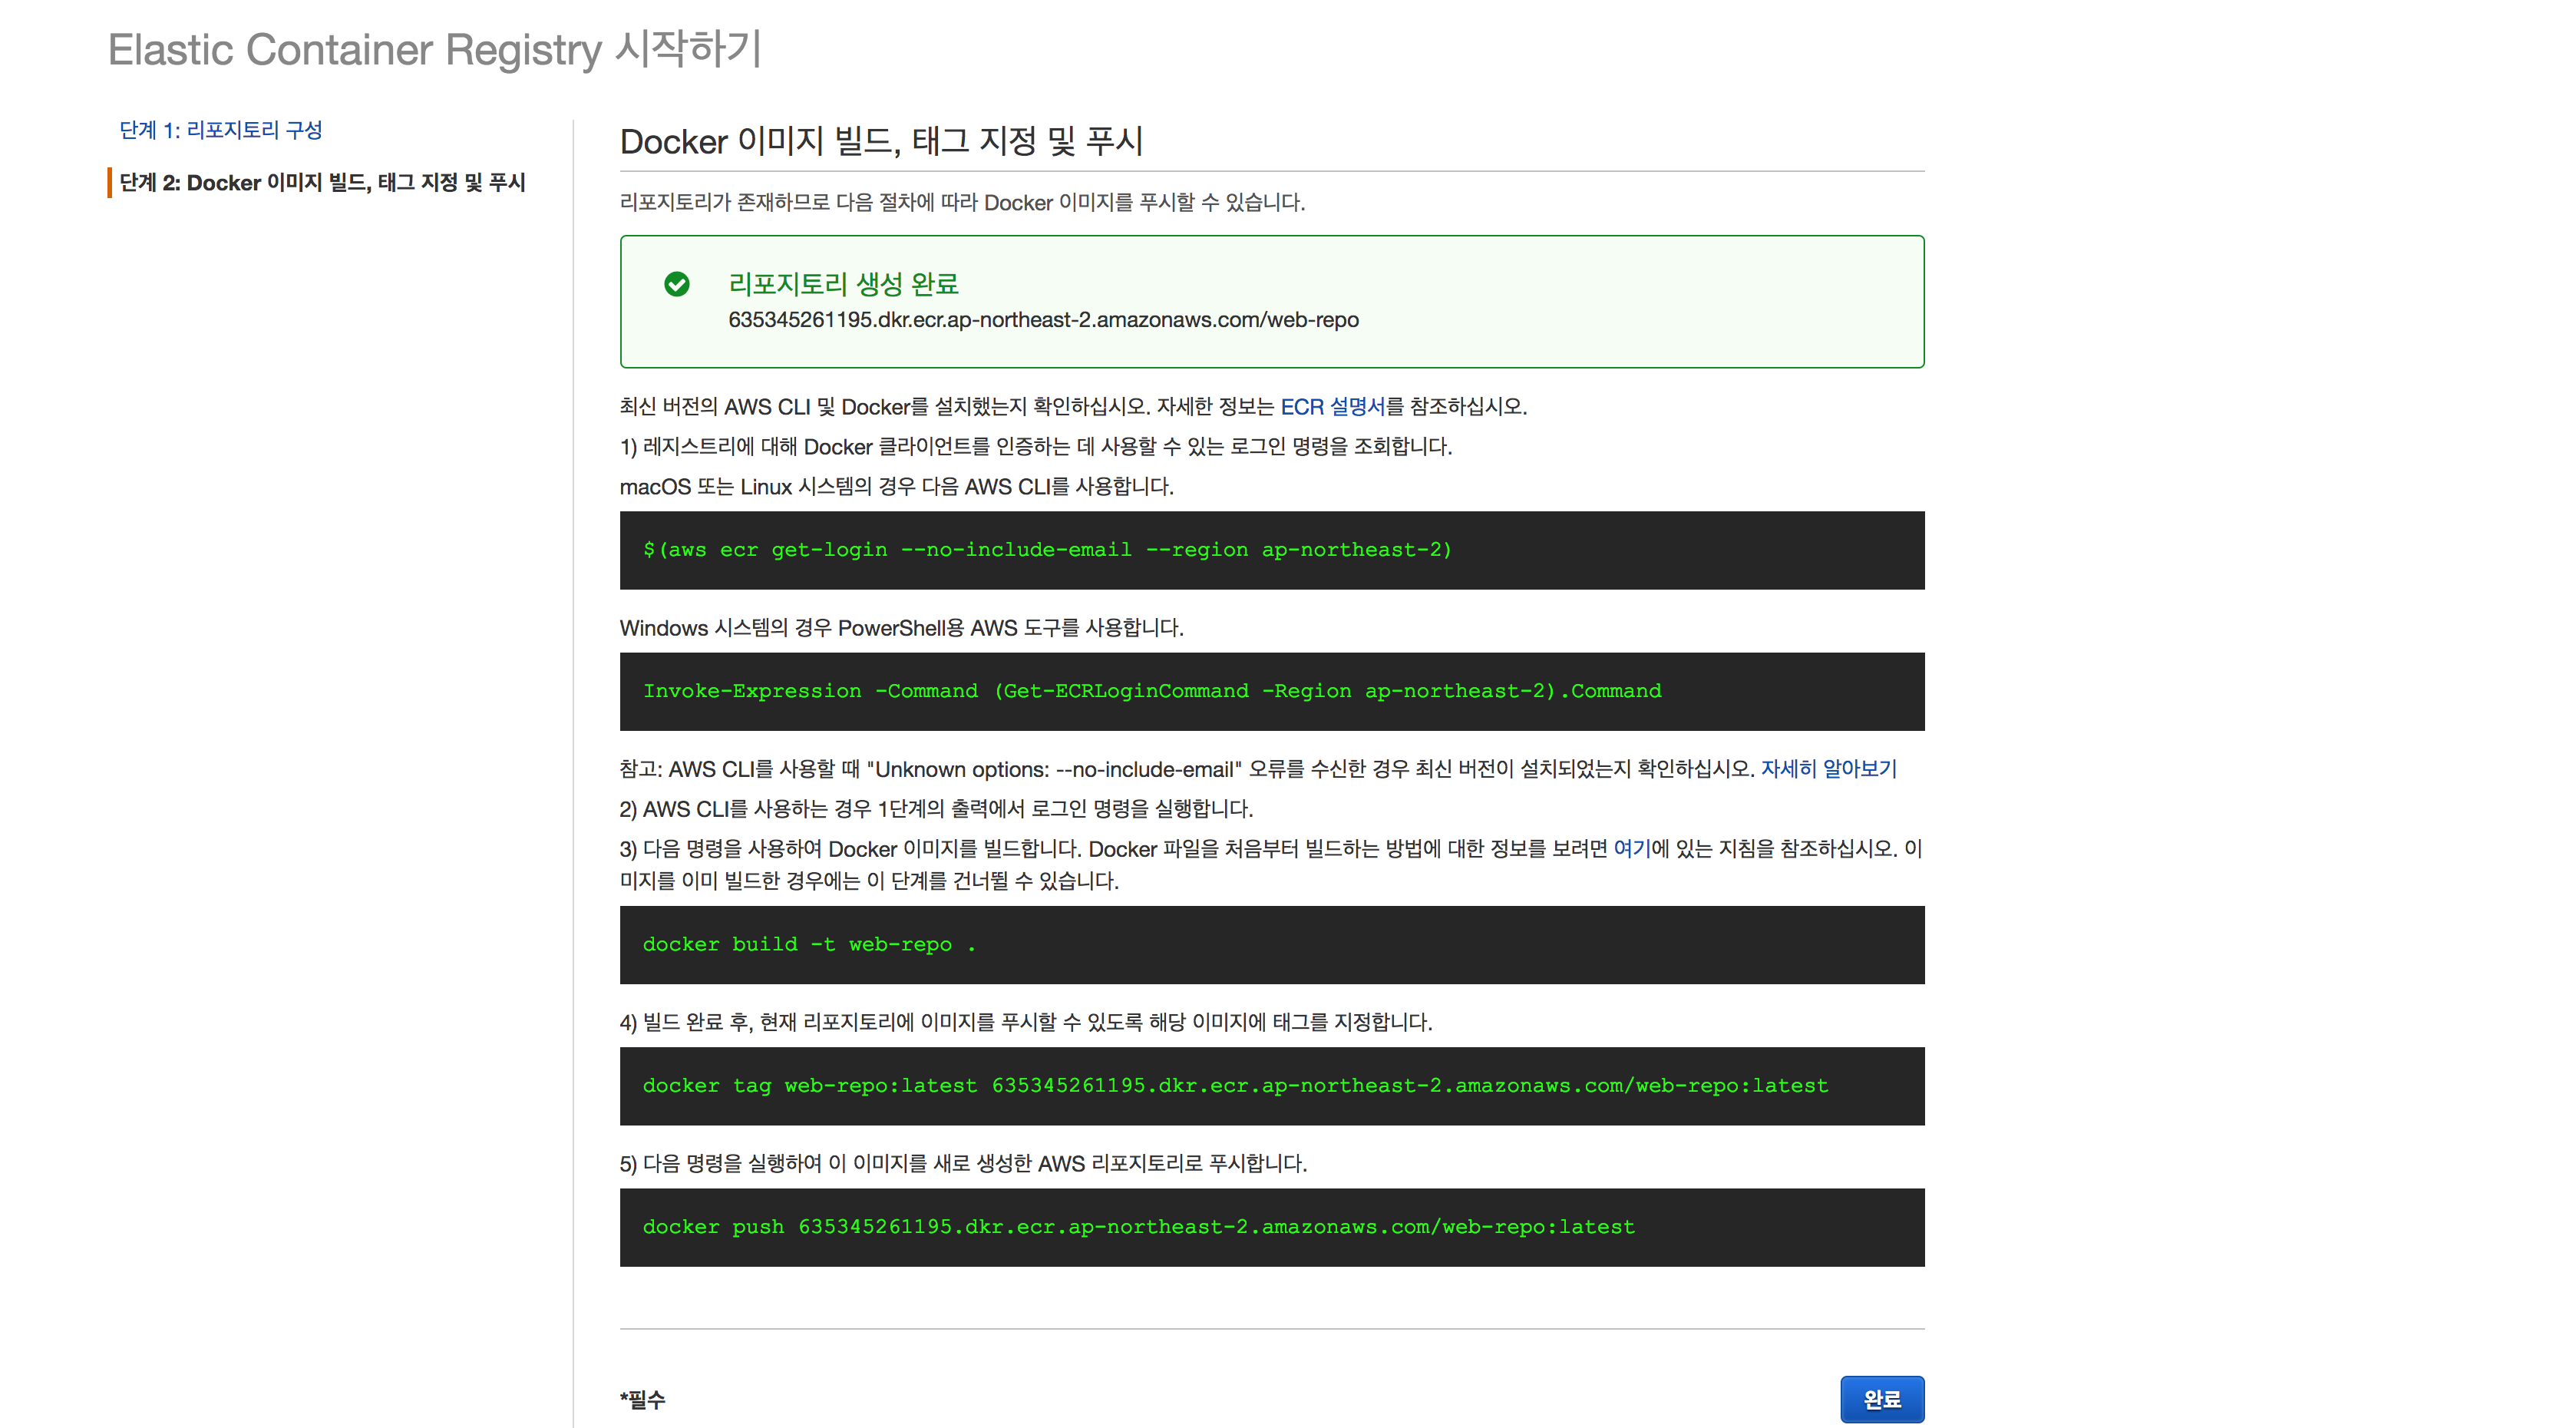 Elastic Container Registry 시작하기
단계 1: 리포지토리 구성
단계 2: Docker 이미지 빌드, 태그 지정 및 푸시
Docker 이미지 빌드, 태그 지정 및 푸시
리포지토리가 존재하므로 다음 절차에 따라 Docker 이미지를 푸시할 수 있습니다.
리포지토리 생성 완료
635345261195.dkr.ecr.ap-northeast-2.amazonaws.com/web-repo
최신 버전의 AWS CLI 및 Docker를 설치했는지 확인하십시오. 자세한 정보는 ECR 설명서를 참조하십시오.
1) 레지스트리에 대해 Docker 클라이언트를 인증하는 데 사용할 수 있는 로그인 명령을 조회합니다.
macOS 또는 Linux 시스템의 경우 다음 AWS CLI를 사용합니다.
$(aws ecr get-login --no-include-email --region ap-northeast-2)
Windows 시스템의 경우 PowerShell용 AWS 도구를 사용합니다.
Invoke-Expression -Command (Get-ECRLoginCommand -Region ap-northeast-2).Command
참고: AWS CLI를 사용할 때 "Unknown options: --no-include-email" 오류를 수신한 경우 최신 버전이 설치되었는지 확인하십시오. 자세히 알아보기
2) AWS CLI를 사용하는 경우 1단계의 출력에서 로그인 명령을 실행합니다.
3) 다음 명령을 사용하여 Docker 이미지를 빌드합니다. Docker 파일을 처음부터 빌드하는 방법에 대한 정보를 보려면 여기에 있는 지침을 참조하십시오. 이
미지를 이미 빌드한 경우에는 이 단계를 건너뛸 수 있습니다.
docker build -t web-repo .
4) 빌드 완료 후, 현재 리포지토리에 이미지를 푸시할 수 있도록 해당 이미지에 태그를 지정합니다.
docker tag web-repo:latest 635345261195.dkr.ecr.ap-northeast-2.amazonaws.com/web-repo:latest
5) 다음 명령을 실행하여 이 이미지를 새로 생성한 AWS 리포지토리로 푸시합니다.
docker push 635345261195.dkr.ecr.ap-northeast-2.amazonaws.com/web-repo:latest
*필수
완료